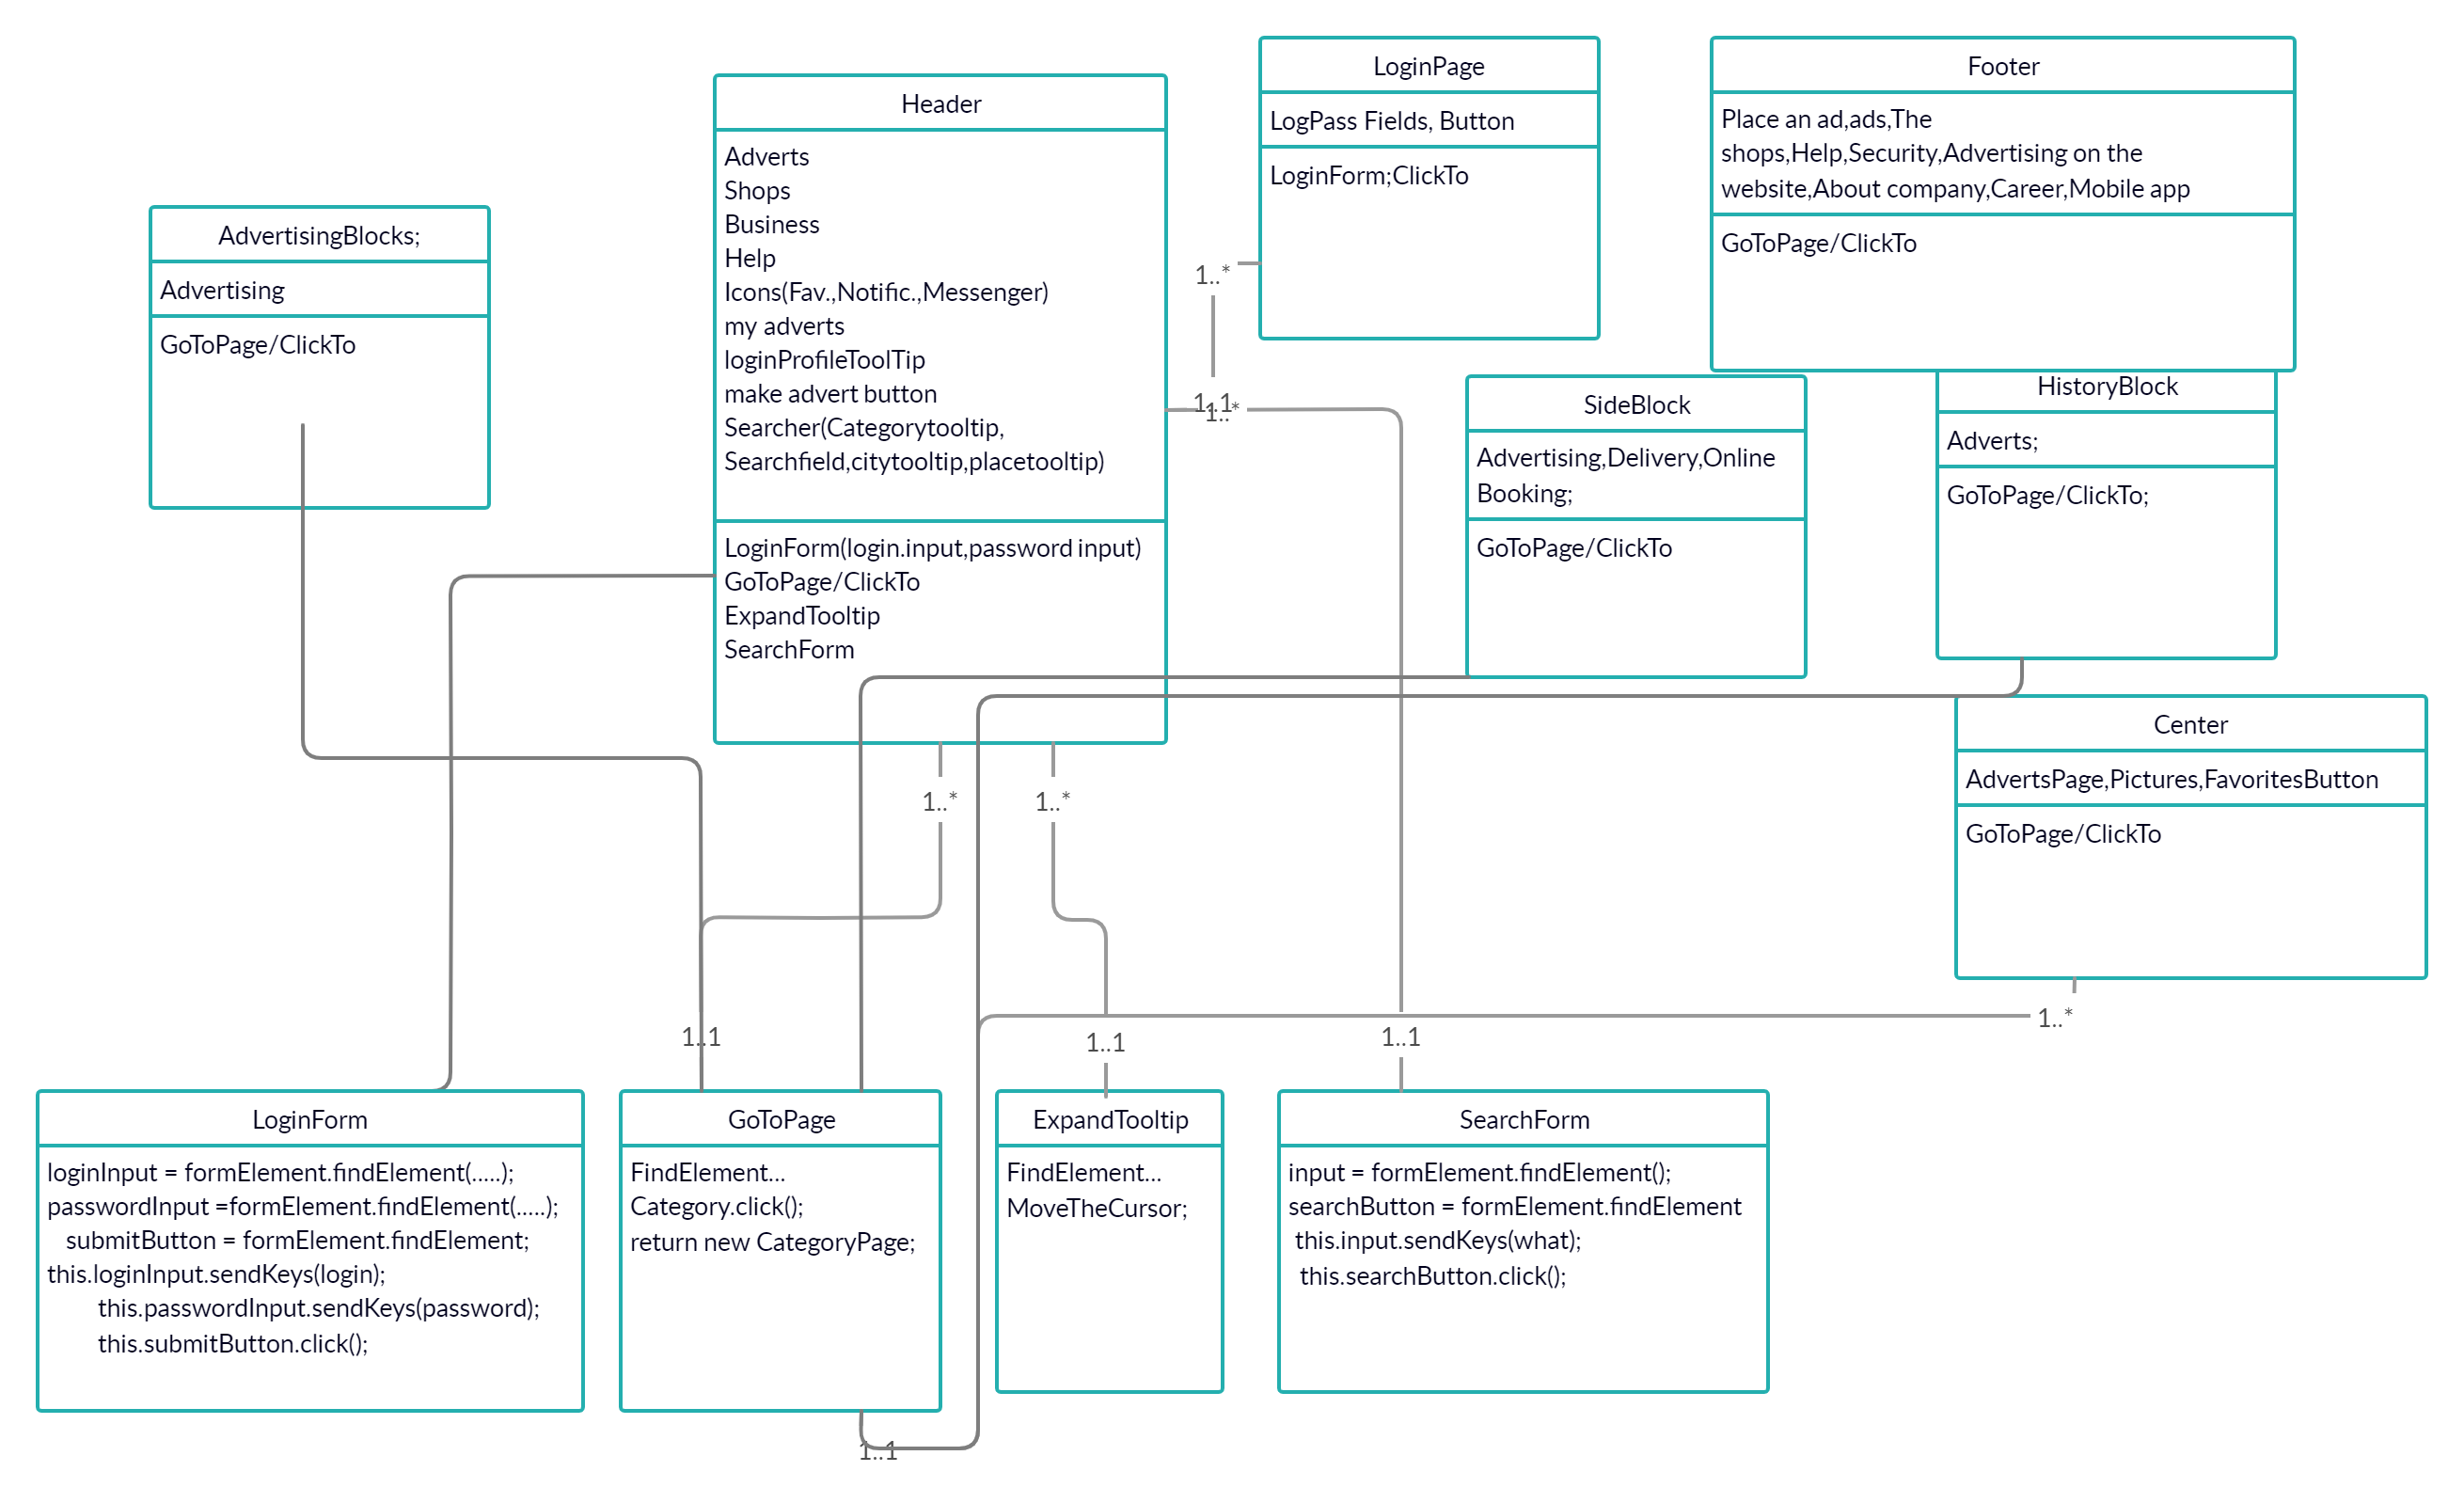 LoginPage
LogPass Fields, Button
LoginForm;ClickTo
Footer
Place an ad,ads,The
shops,Help,Security,Advertising on the
website,About company,Career,Mobile app
GoToPage/ClickTo
Header
Adverts
Shops
Business
Help
Icons(Fav.,Notific.,Messenger)
my adverts
loginProfileToolTip
make advert button
Searcher(Categorytooltip,
Searchfield,citytooltip,placetooltip)
LoginForm(login.input,password input)
GoToPage/ClickTo
ExpandTooltip
SearchForm
AdvertisingBlocks;
Advertising
GoToPage/ClickTo
1..*
1..1
1..*
SideBlock
Advertising,Delivery,Online
Booking;
GoToPage/ClickTo
HistoryBlock
Adverts;
GoToPage/ClickTo;
Center
AdvertsPage,Pictures,FavoritesButton
GoToPage/ClickTo
1..*
1..*
1..*
1..1
1..1
1..1
LoginForm
loginInput = formElement.findElement(.....);
passwordInput =formElement.findElement(.....);
submitButton = formElement.findElement;
this.loginInput.sendKeys(login);
this.passwordInput.sendKeys(password);
this.submitButton.click();
GoToPage
FindElement...
Category.click();
return new CategoryPage;
ExpandTooltip
FindElement...
MoveTheCursor;
SearchForm
input = formElement.findElement();
searchButton = formElement.findElement
this.input.sendKeys(what);
this.searchButton.click();
1..1